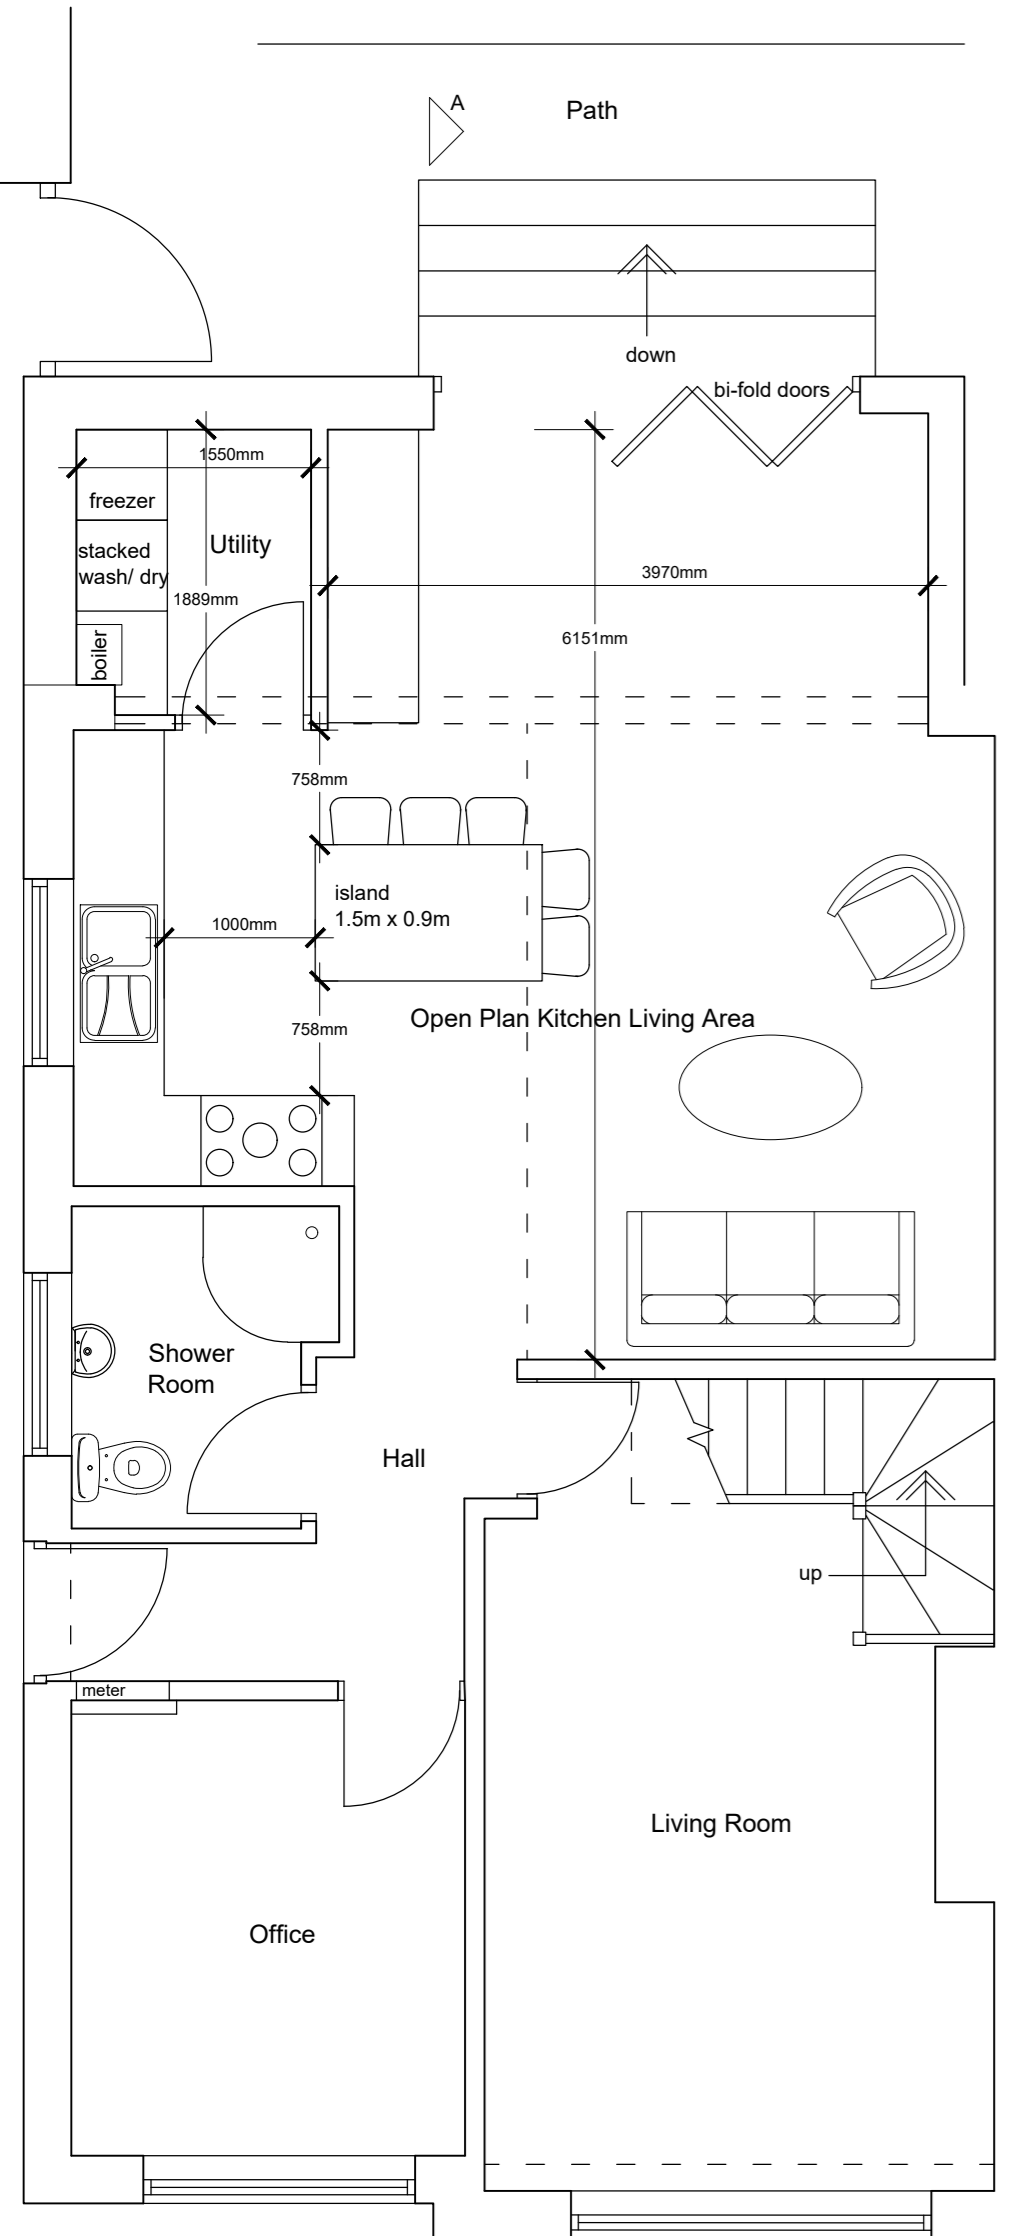 A
Path
down
bi-fold doors
1550mm
freezer
Utility
stacked
wash/ dry
3970mm
1889mm
6151mm
boiler
758mm
island
1.5m x 0.9m
1000mm
Open Plan Kitchen Living Area
758mm
Shower
Room
Hall
up
meter
Living Room
Office